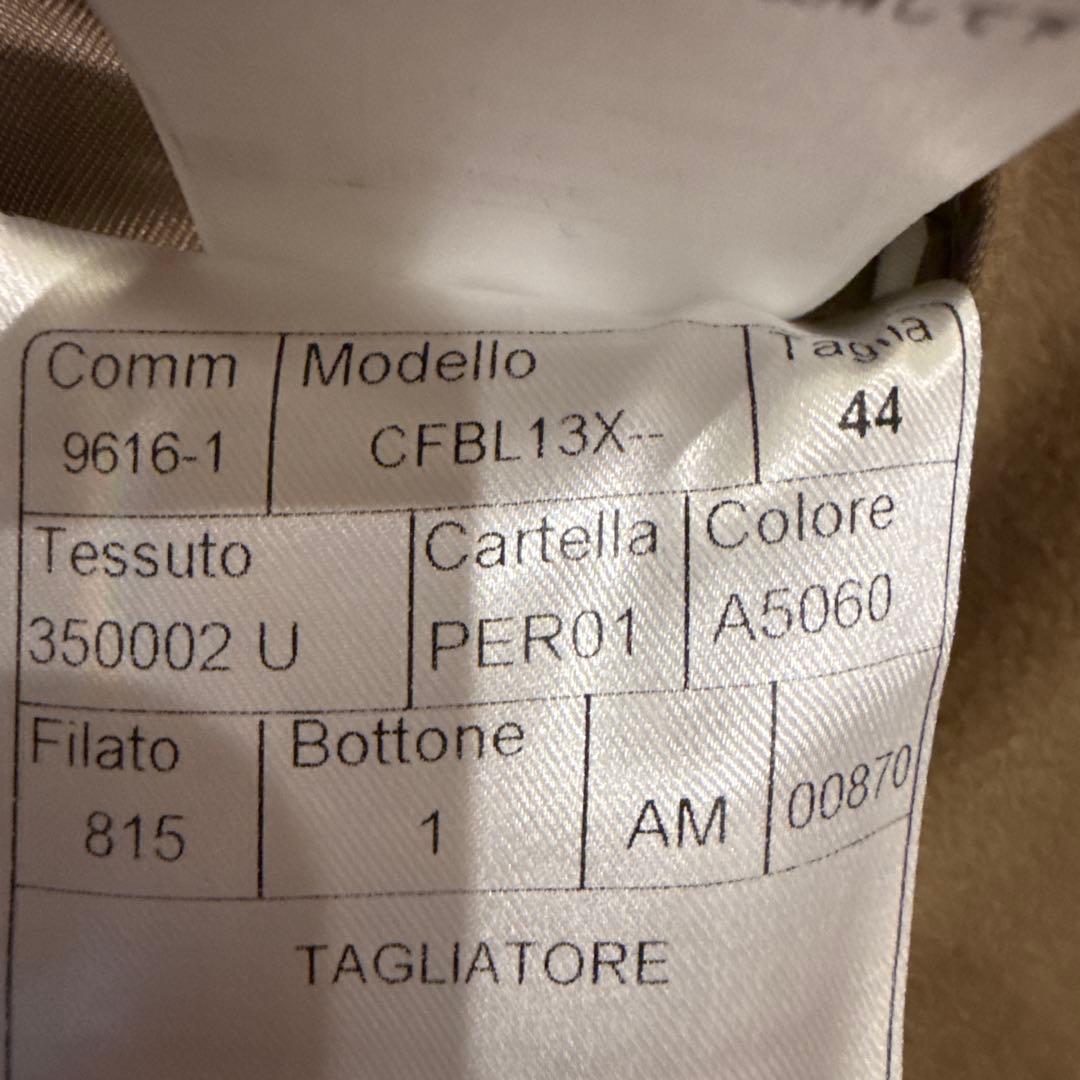 Comm Modello Taglia
9616-1 CFBL13X-- 44
Tessuto Cartella Colore
350002 U PER01 A5060
Filato Bottone
815 1 AM 00870
TAGLIATORE